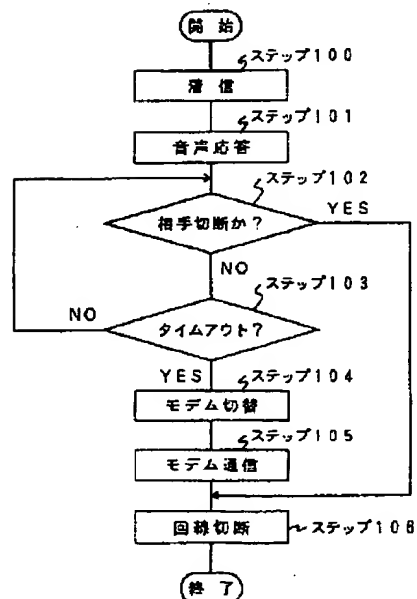 開 始
ステップ100
着 信
ステップ101
音声応答
ステップ102
相手切断か?
YES
NO
ステップ103
NO
タイムアウト?
YES
ステップ104
モデム切替
ステップ105
モデム通信
回線切断
ステップ106
終 了